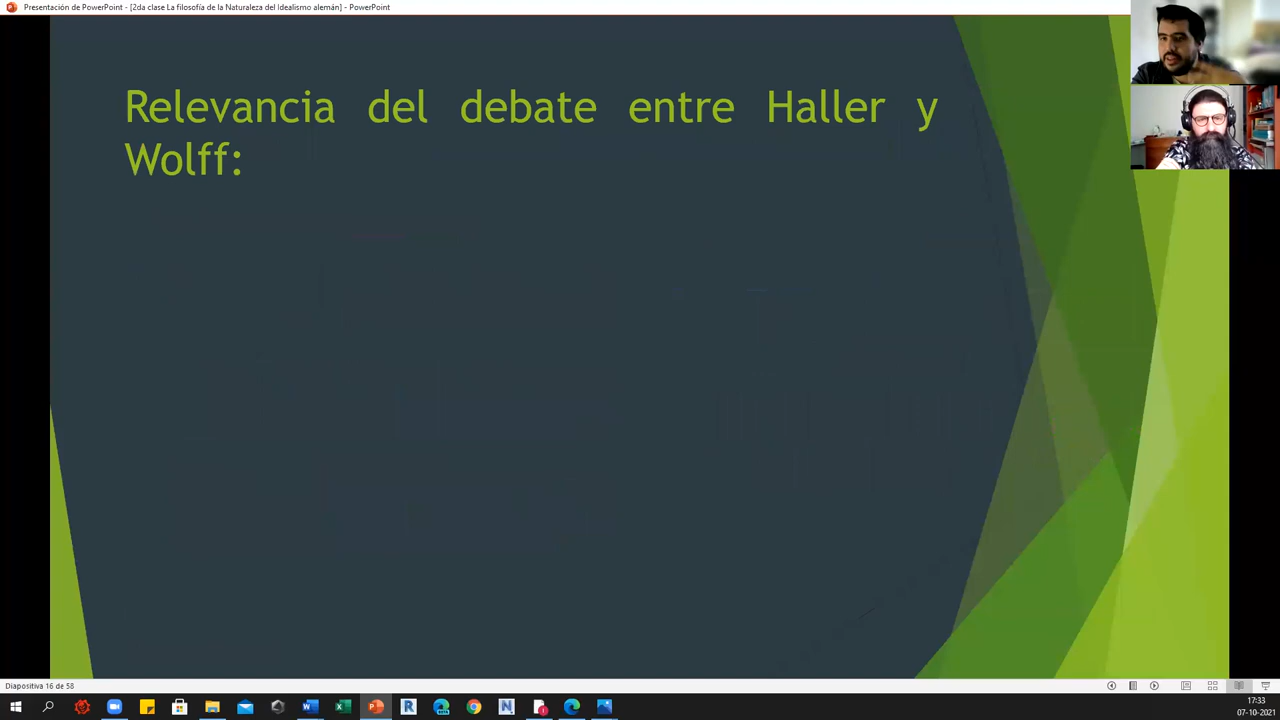 Presentación de PowerPoint - [2da clase La filosofía de la Naturaleza del Idealismo alemán] - PowerPoint
Relevancia del debate entre Haller y
Wolff:
Diapositiva 16 de 58
17:33
07-10-2021